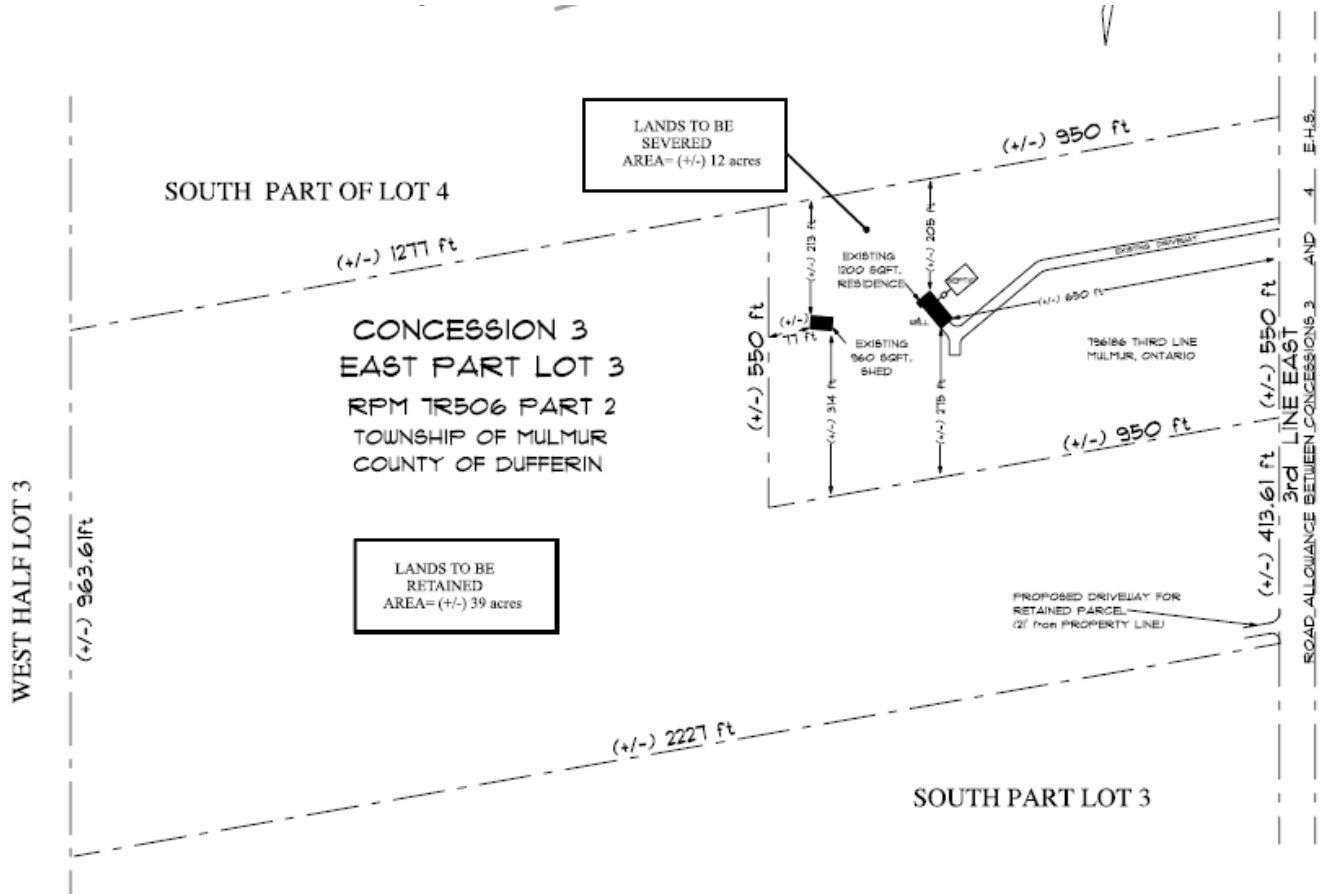 LANDS TO BE
SEVERED
AREA= (+/-) 12 acres
(+/-) 950 ft
SOUTH PART OF LOT 4
(+/-) 1277 ft
(+/-) 213 ft
(+/-) 205 ft
EXISTING
1200 SQFT.
RESIDENCE
SEPTIC
WELL
EXISTING DRIVEWAY
(+/-) 650 ft
(+/-)
77 ft
EXISTING
960 SQFT.
SHED
(+/-) 314 ft
(+/-) 275 ft
(+/-) 550 ft
796186 THIRD LINE
MULMUR, ONTARIO
CONCESSION 3
EAST PART LOT 3
RPM 7R506 PART 2
TOWNSHIP OF MULMUR
COUNTY OF DUFFERIN
(+/-) 950 ft
(+/-) 550 ft
(+/-) 413.61 ft
3rd LINE EAST
ROAD ALLOWANCE BETWEEN CONCESSIONS 3 AND 4 E.H.S.
WEST HALF LOT 3
(+/-) 963.61ft
LANDS TO BE
RETAINED
AREA= (+/-) 39 acres
PROPOSED DRIVEWAY FOR
RETAINED PARCEL
(21' from PROPERTY LINE)
(+/-) 2227 ft
SOUTH PART LOT 3